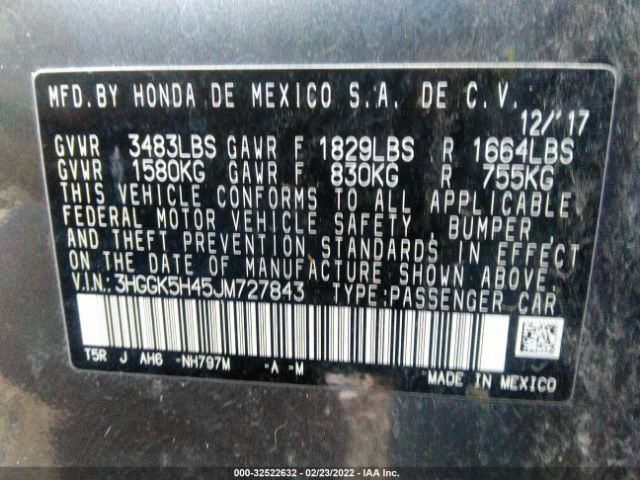 MFD. BY HONDA DE MEXICO S.A. DE C.V.
12/'17
GVWR 3483LBS GAWR F 1829LBS R 1664LBS
GVWR 1580KG GAWR F 830KG R 755KG
THIS VEHICLE CONFORMS TO ALL APPLICABLE
FEDERAL MOTOR VEHICLE SAFETY, BUMPER,
AND THEFT PREVENTION STANDARDS IN EFFECT
ON THE DATE OF MANUFACTURE SHOWN ABOVE.
V.I.N.: 3HGGK5H45JM727843 TYPE:PASSENGER CAR
T5R J AH6 -NH797M -A -M
MADE IN MEXICO
000-32522632 - 02/23/2022 - IAA Inc.